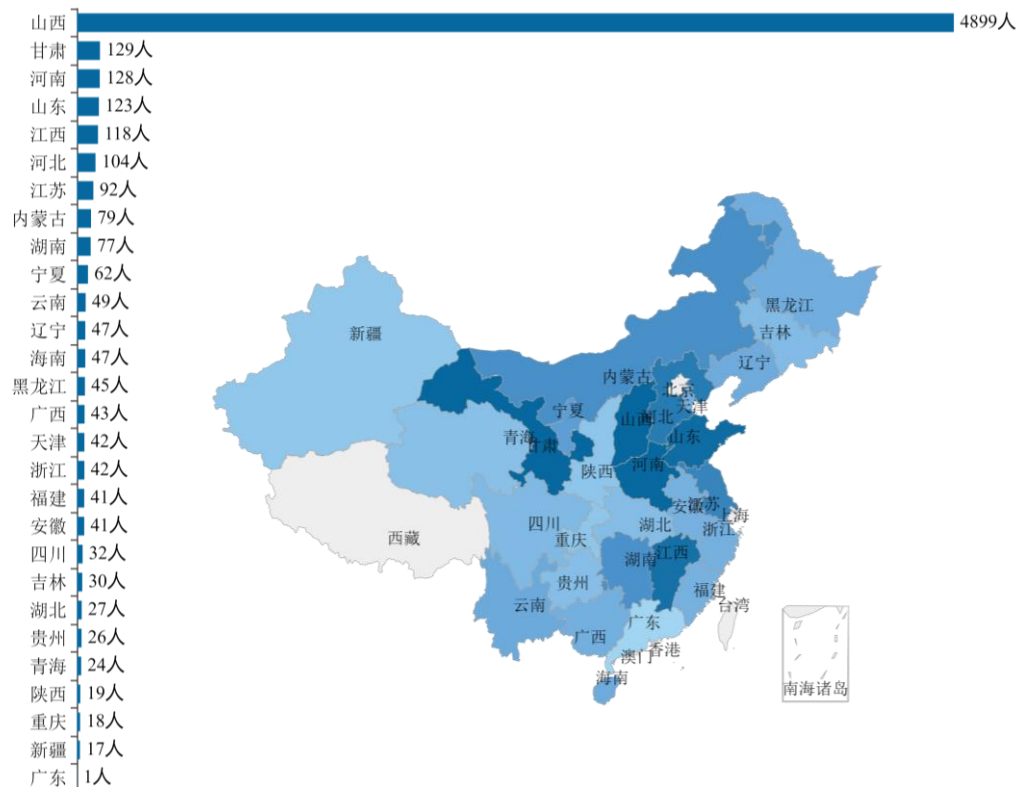 山西 4899人
甘肃 129人
河南 128人
山东 123人
江西 118人
河北 104人
江苏 92人
内蒙古 79人
湖南 77人
宁夏 62人
云南 49人
辽宁 47人
海南 47人
黑龙江 45人
广西 43人
天津 42人
浙江 42人
福建 41人
安徽 41人
四川 32人
吉林 30人
湖北 27人
贵州 26人
青海 24人
陕西 19人
重庆 18人
新疆 17人
广东 1人
黑龙江
吉林
新疆
辽宁
内蒙古
北京
天津
宁夏
山西
河北
青海
甘肃
山东
河南
陕西
安徽
江苏
上海
四川
湖北
浙江
重庆
湖南
江西
贵州
福建
云南
台湾
广东
广西
香港
澳门
海南
西藏
南海诸岛